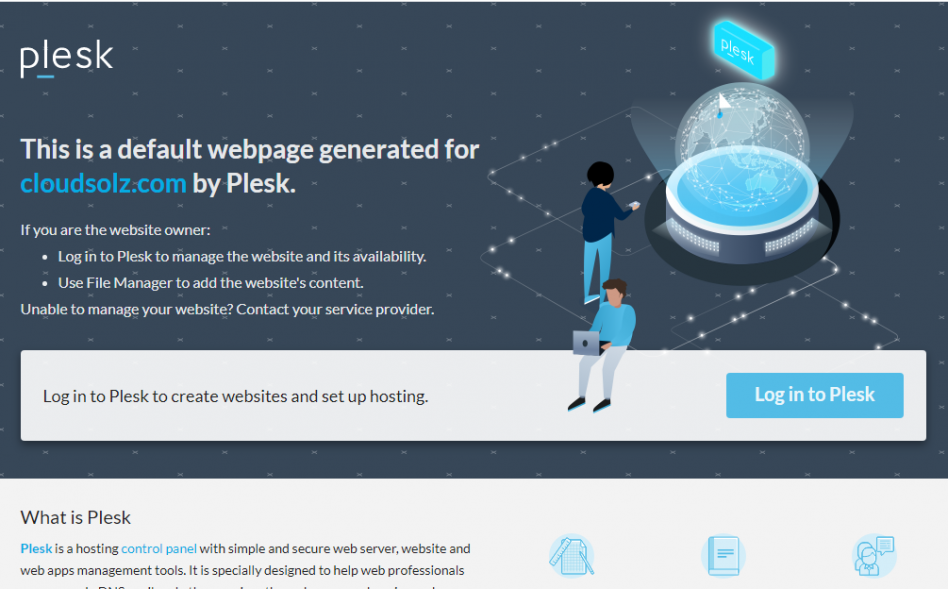 plesk
plesk
This is a default webpage generated for
cloudsolz.com by Plesk.
If you are the website owner:
• Log in to Plesk to manage the website and its availability.
• Use File Manager to add the website's content.
Unable to manage your website? Contact your service provider.
Log in to Plesk to create websites and set up hosting.
Log in to Plesk
What is Plesk
Plesk is a hosting control panel with simple and secure web server, website and
web apps management tools. It is specially designed to help web professionals